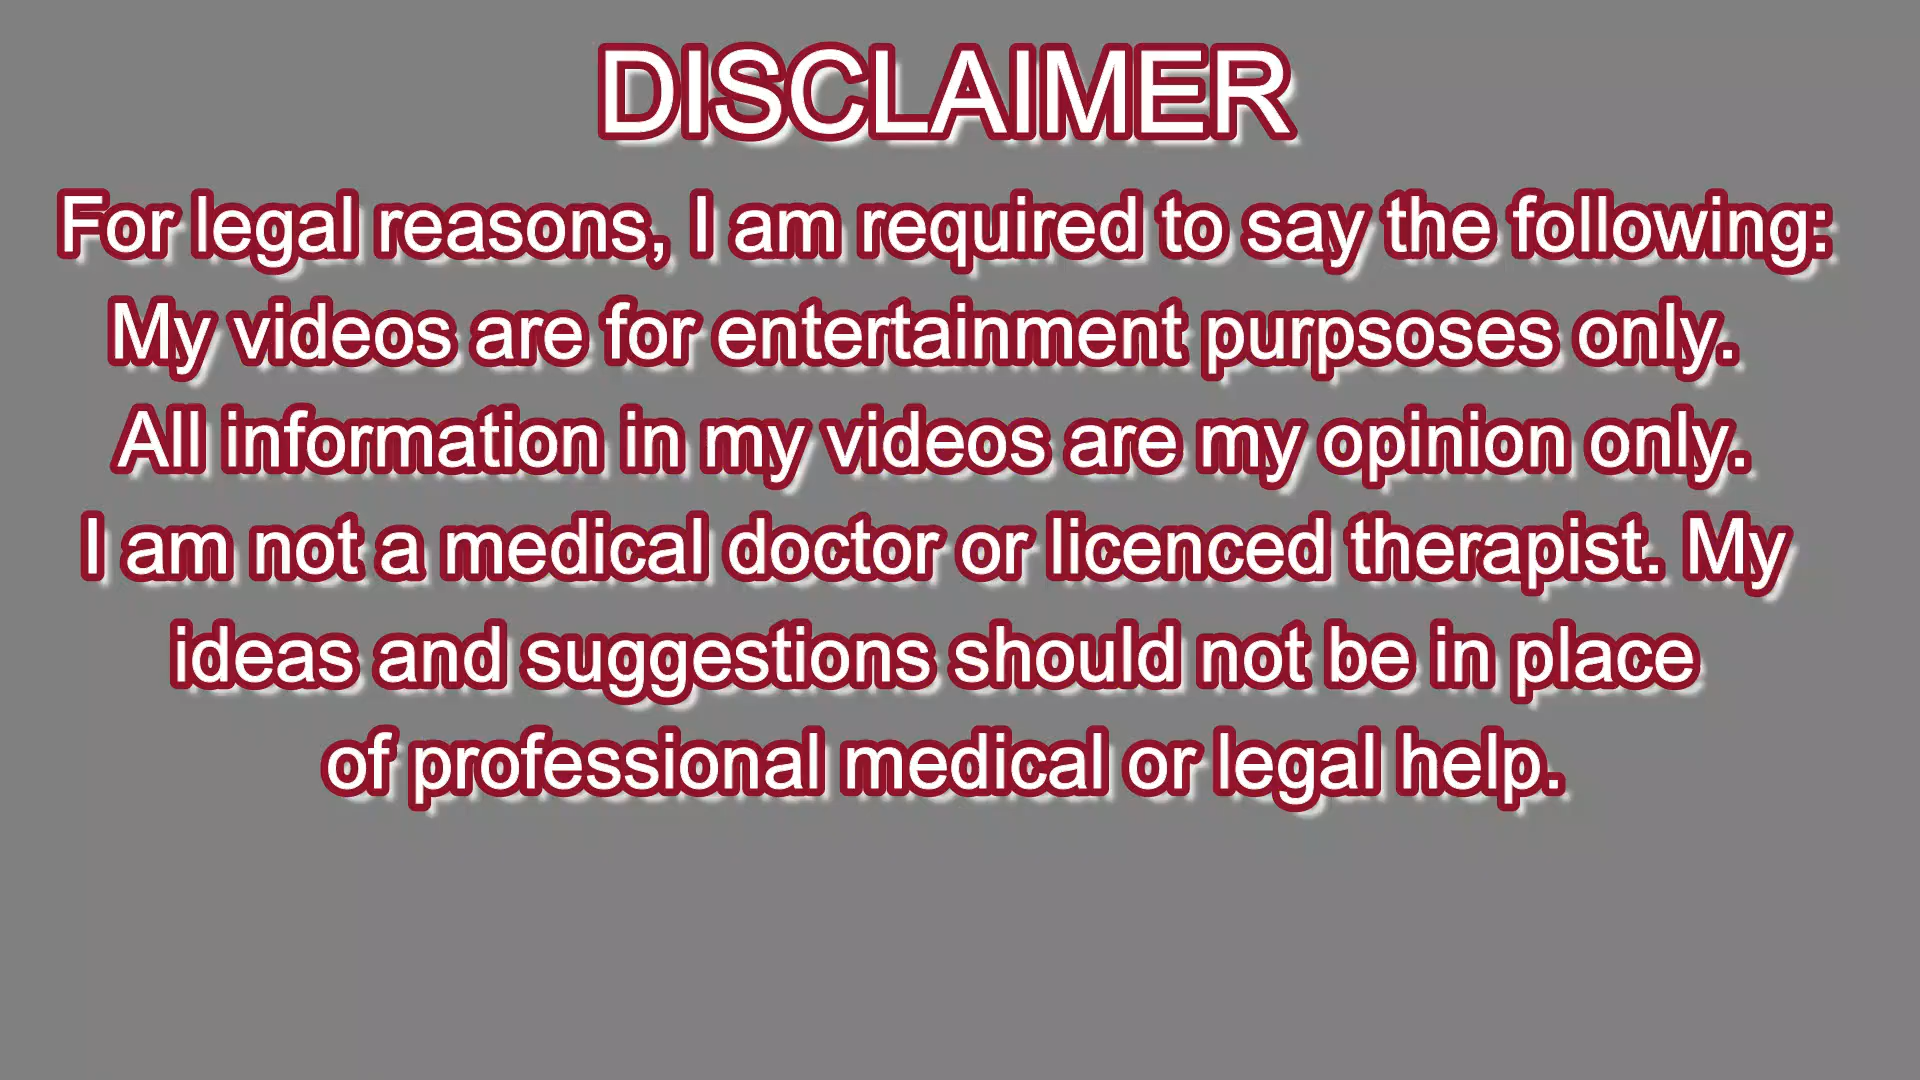 DISCLAIMER
For legal reasons, I am required to say the following:
My videos are for entertainment purpsoses only.
All information in my videos are my opinion only.
I am not a medical doctor or licenced therapist. My
ideas and suggestions should not be in place
of professional medical or legal help.